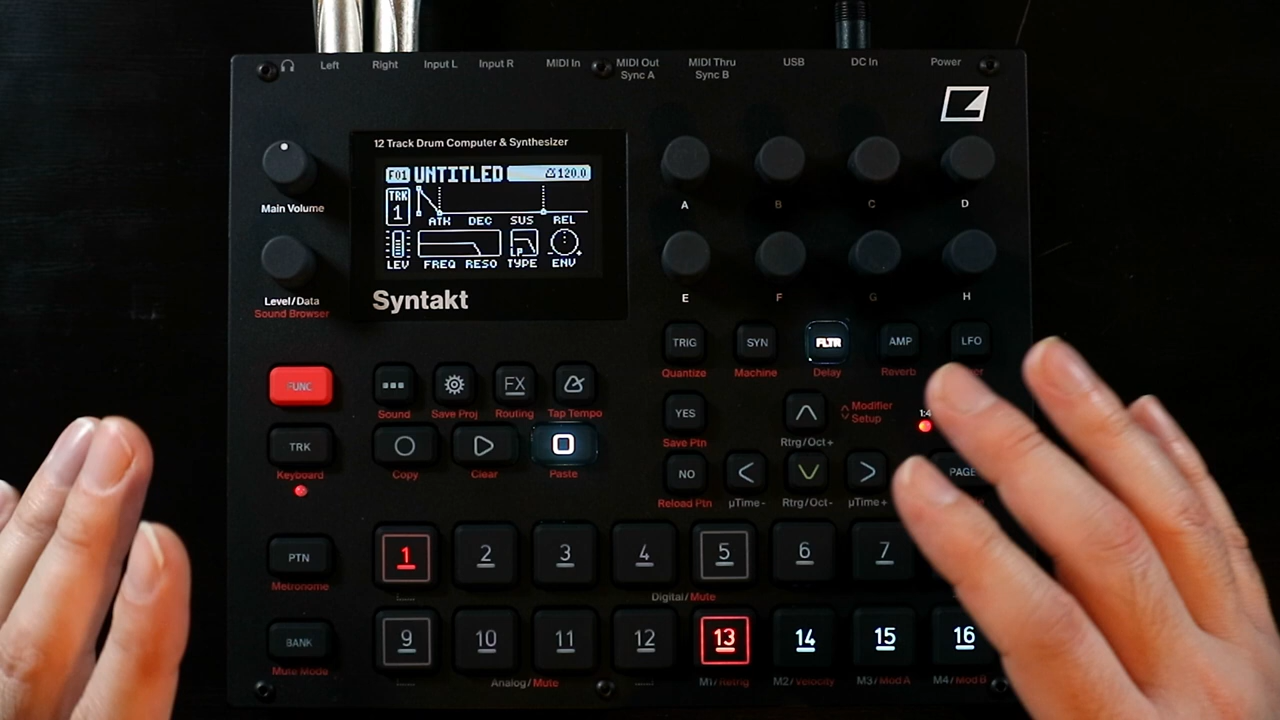 Left Right Input L Input R MIDI In MIDI Out MIDI Thru USB DC In Power
Sync A Sync B
12 Track Drum Computer & Synthesizer
F01 UNTITLED 120.0
TRK
1
ATK DEC SUS REL
LP
LEV FREQ RESO TYPE ENV
Syntakt
Main Volume
Level/Data
Sound Browser
A B C D
E F G H
TRIG SYN FLTR AMP LFO
Quantize Machine Delay Reverb
FUNC FX
Sound Save Proj Routing Tap Tempo
YES Modifier
Setup
Save Ptn Rtrg/Oct+
TRK
Keyboard Copy Clear Paste
NO PAGE
Reload Ptn µTime- Rtrg/Oct- µTime+
PTN
Metronome
1 2 3 4 5 6 7
Digital/Mute
BANK
Mute Mode
9 10 11 12 13 14 15 16
Analog/Mute M1/Retrig M2/Velocity M3/Mod A M4/Mod B